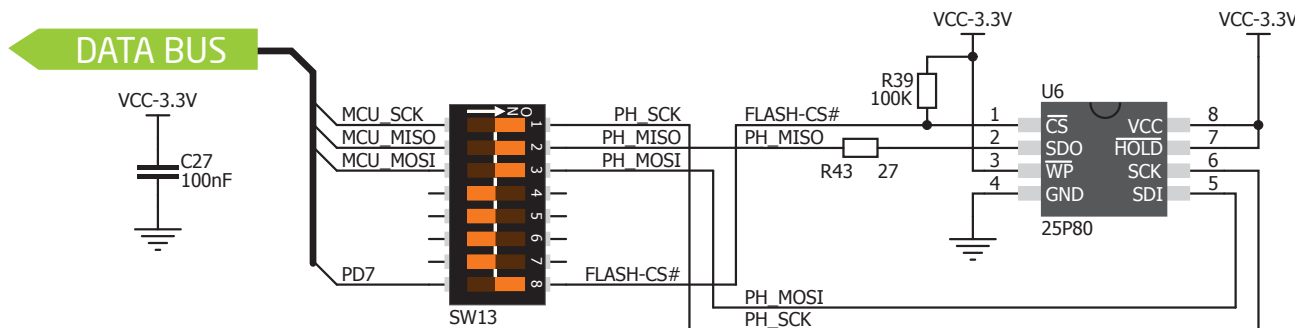 DATA BUS
VCC-3.3V
C27
100nF
MCU_SCK
MCU_MISO
MCU_MOSI
PD7
ON
1
2
3
4
5
6
7
8
SW13
PH_SCK
PH_MISO
PH_MOSI
FLASH-CS#
FLASH-CS#
PH_MISO
R43 27
PH_MOSI
PH_SCK
VCC-3.3V
R39
100K
VCC-3.3V
U6
1 CS VCC 8
2 SDO HOLD 7
3 WP SCK 6
4 GND SDI 5
25P80